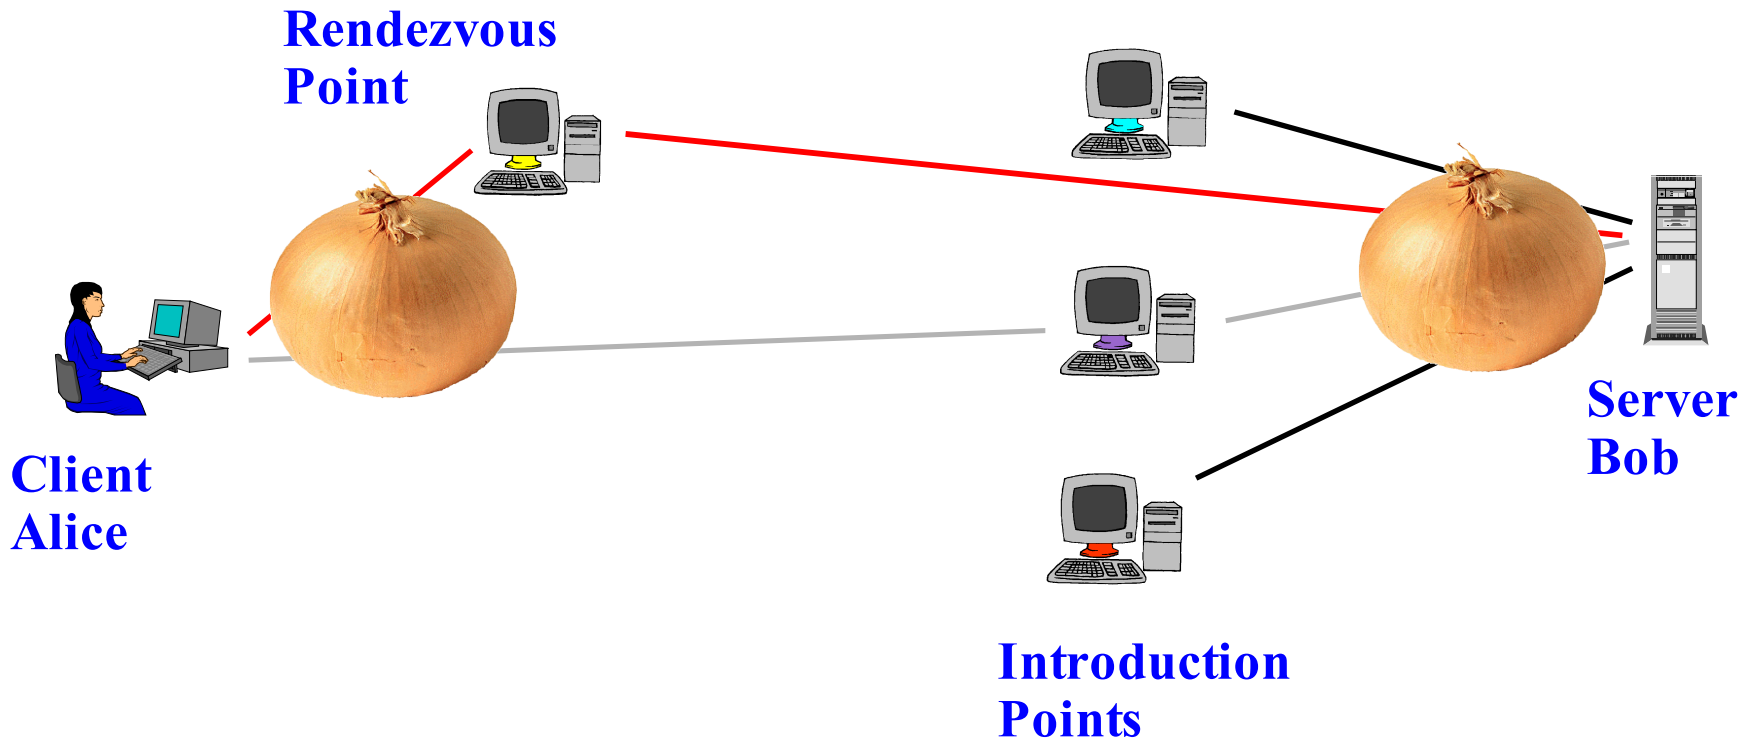 Rendezvous
Point
Client
Alice
Server
Bob
Introduction
Points